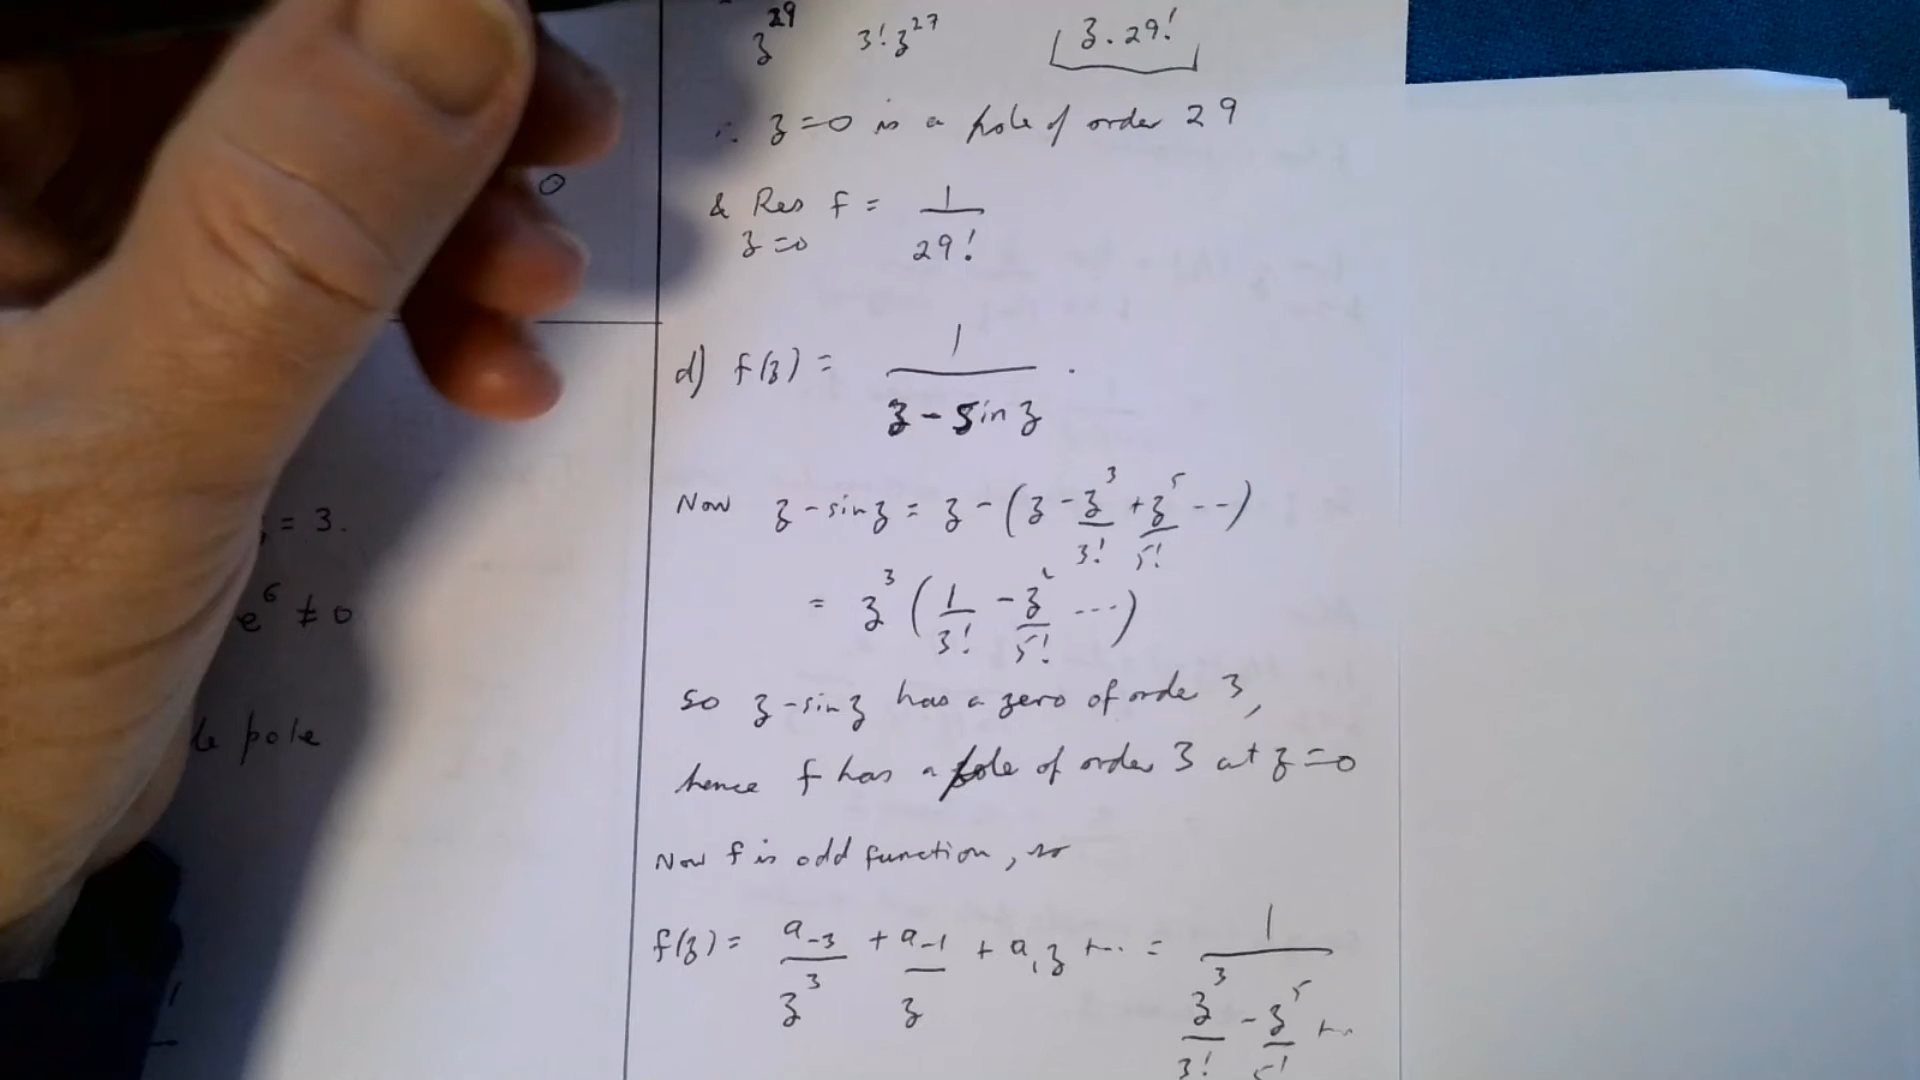 0
= 3.
e^6 ≠ 0
pole
z^29 3!z^27 z.29!
∴ z=0 is a pole of order 29
& Res f = 1/29!
z=0
d) f(z) = 1/(z - sin z) .
Now z - sin z = z - (z - z^3/3! + z^5/5! ...)
= z^3 (1/3! - z^2/5! ...)
so z - sin z has a zero of orde 3,
hence f has a pole of order 3 at z=0
Now f is odd function, so
f(z) = a_-3/z^3 + a_-1/z + a_1 z + ... = 1/(z^3/3! - z^5/5! + ...)